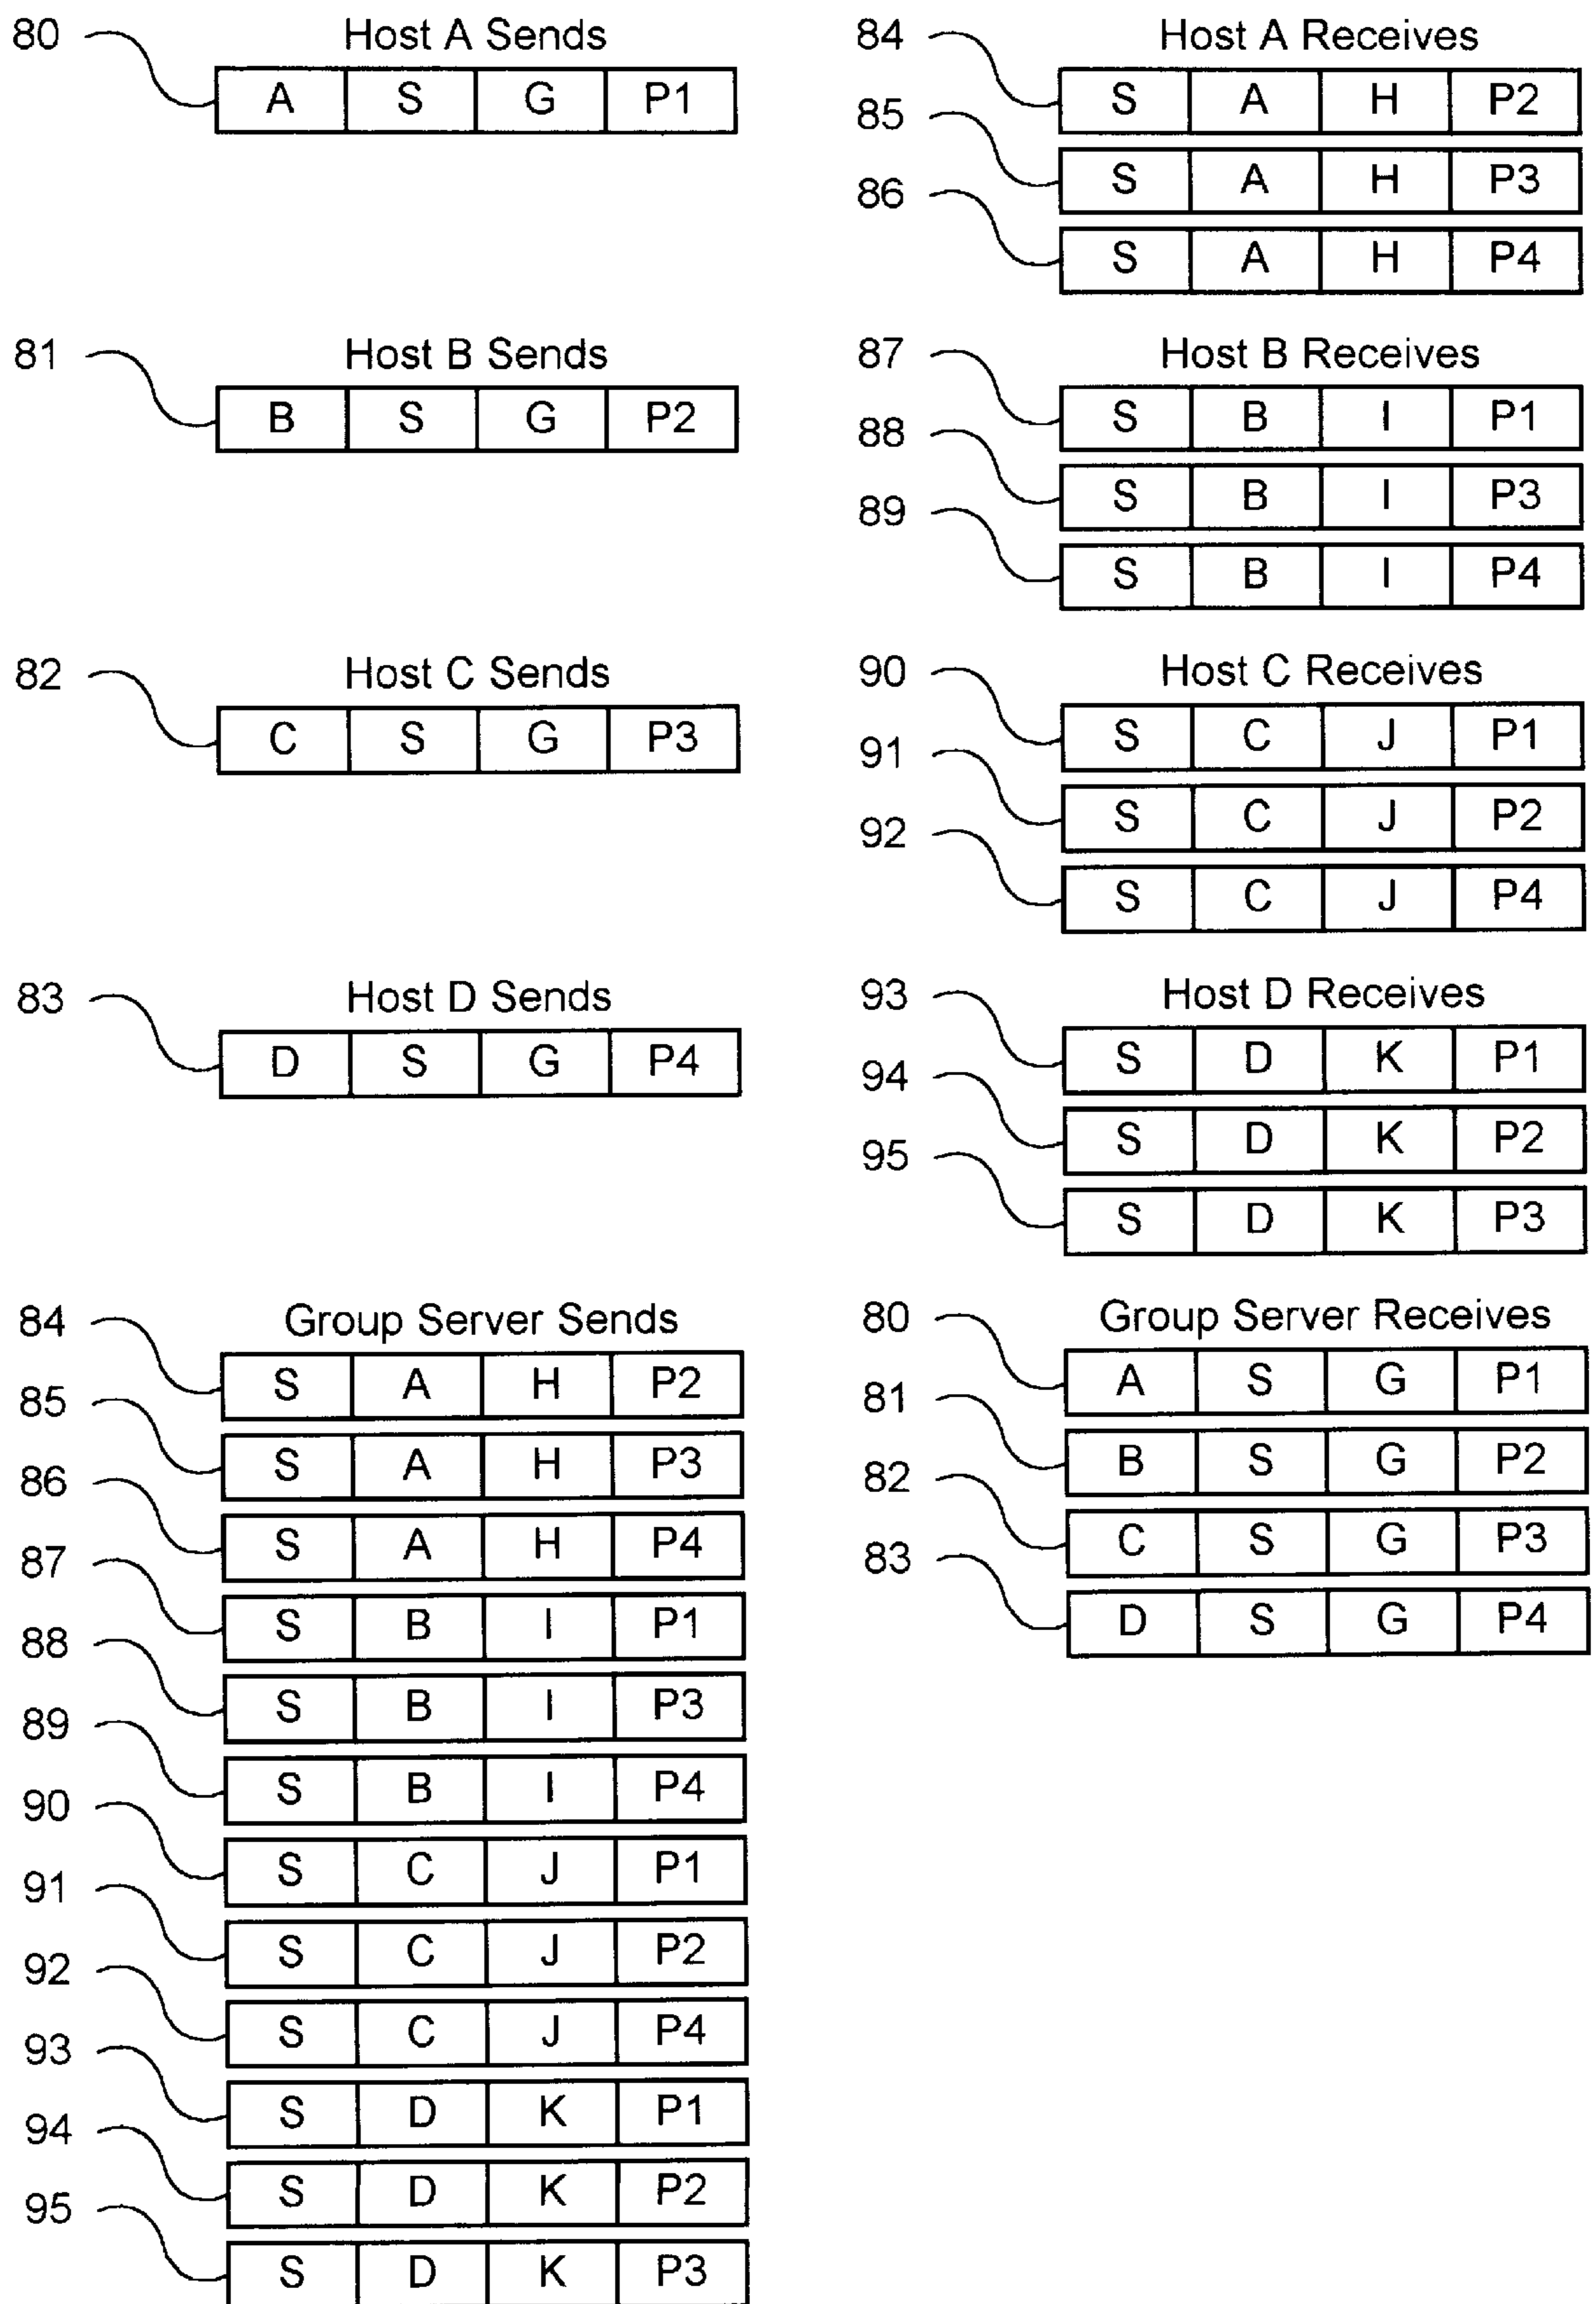 80 Host A Sends
A S G P1
84 Host A Receives
S A H P2
85
S A H P3
86
S A H P4
81 Host B Sends
B S G P2
87 Host B Receives
S B I P1
88
S B I P3
89
S B I P4
82 Host C Sends
C S G P3
90 Host C Receives
S C J P1
91
S C J P2
92
S C J P4
83 Host D Sends
D S G P4
93 Host D Receives
S D K P1
94
S D K P2
95
S D K P3
84 Group Server Sends
S A H P2
85
S A H P3
86
S A H P4
87
S B I P1
88
S B I P3
89
S B I P4
90
S C J P1
91
S C J P2
92
S C J P4
93
S D K P1
94
S D K P2
95
S D K P3
80 Group Server Receives
A S G P1
81
B S G P2
82
C S G P3
83
D S G P4